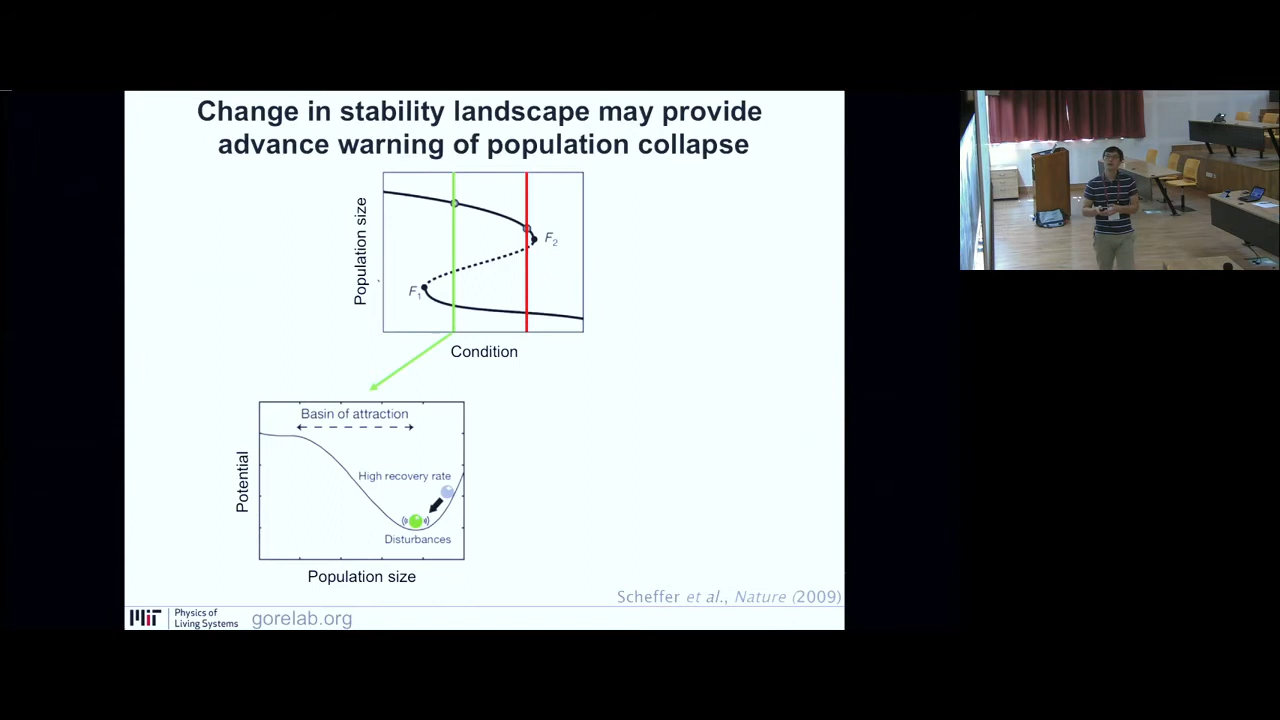 Change in stability landscape may provide
advance warning of population collapse
Population size
F2
F1
Condition
Basin of attraction
Potential
High recovery rate
Disturbances
Population size
Scheffer et al., Nature (2009)
MIT
Physics of
Living Systems
gorelab.org